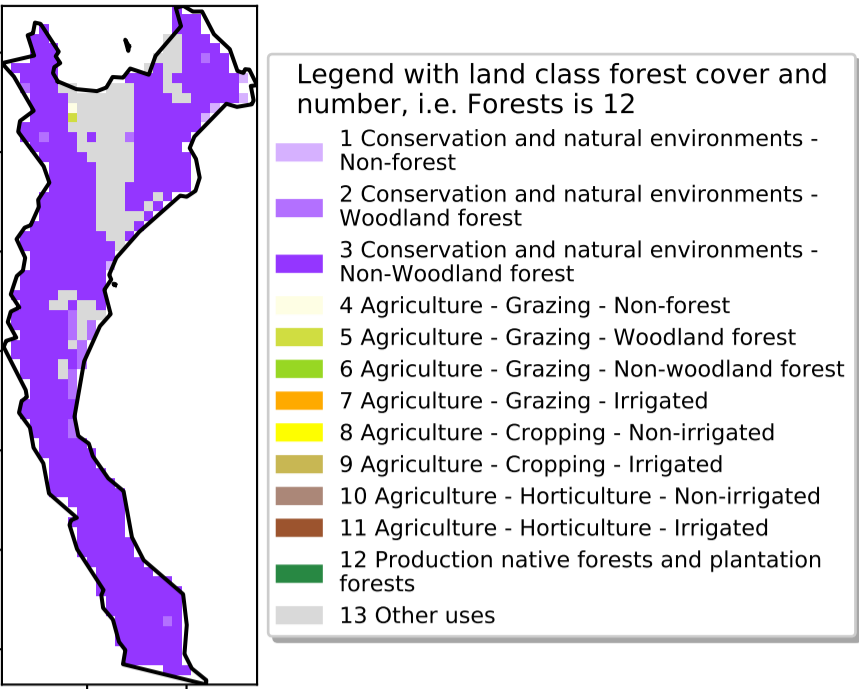 Legend with land class forest cover and
number, i.e. Forests is 12
1 Conservation and natural environments -
Non-forest
2 Conservation and natural environments -
Woodland forest
3 Conservation and natural environments -
Non-Woodland forest
4 Agriculture - Grazing - Non-forest
5 Agriculture - Grazing - Woodland forest
6 Agriculture - Grazing - Non-woodland forest
7 Agriculture - Grazing - Irrigated
8 Agriculture - Cropping - Non-irrigated
9 Agriculture - Cropping - Irrigated
10 Agriculture - Horticulture - Non-irrigated
11 Agriculture - Horticulture - Irrigated
12 Production native forests and plantation
forests
13 Other uses